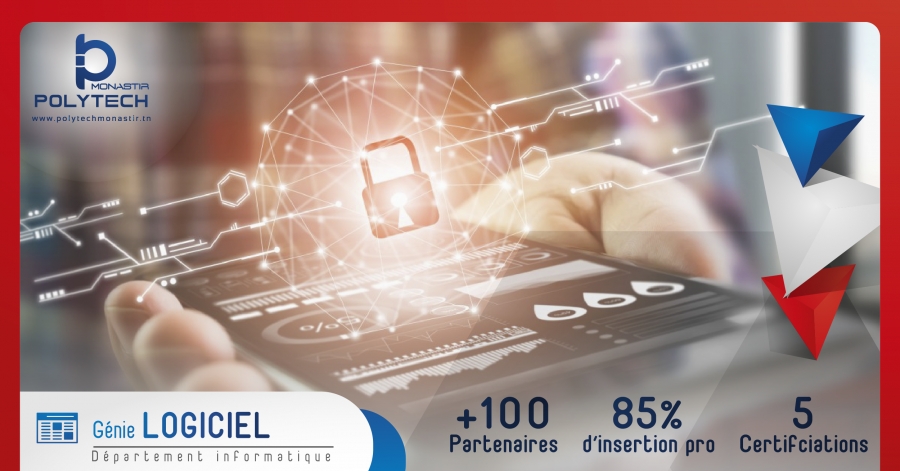 MONASTIR
POLYTECH
www.polytechmonastir.tn
%
Génie LOGICIEL
Département informatique
+100
Partenaires
85%
d'insertion pro
5
Certifciations